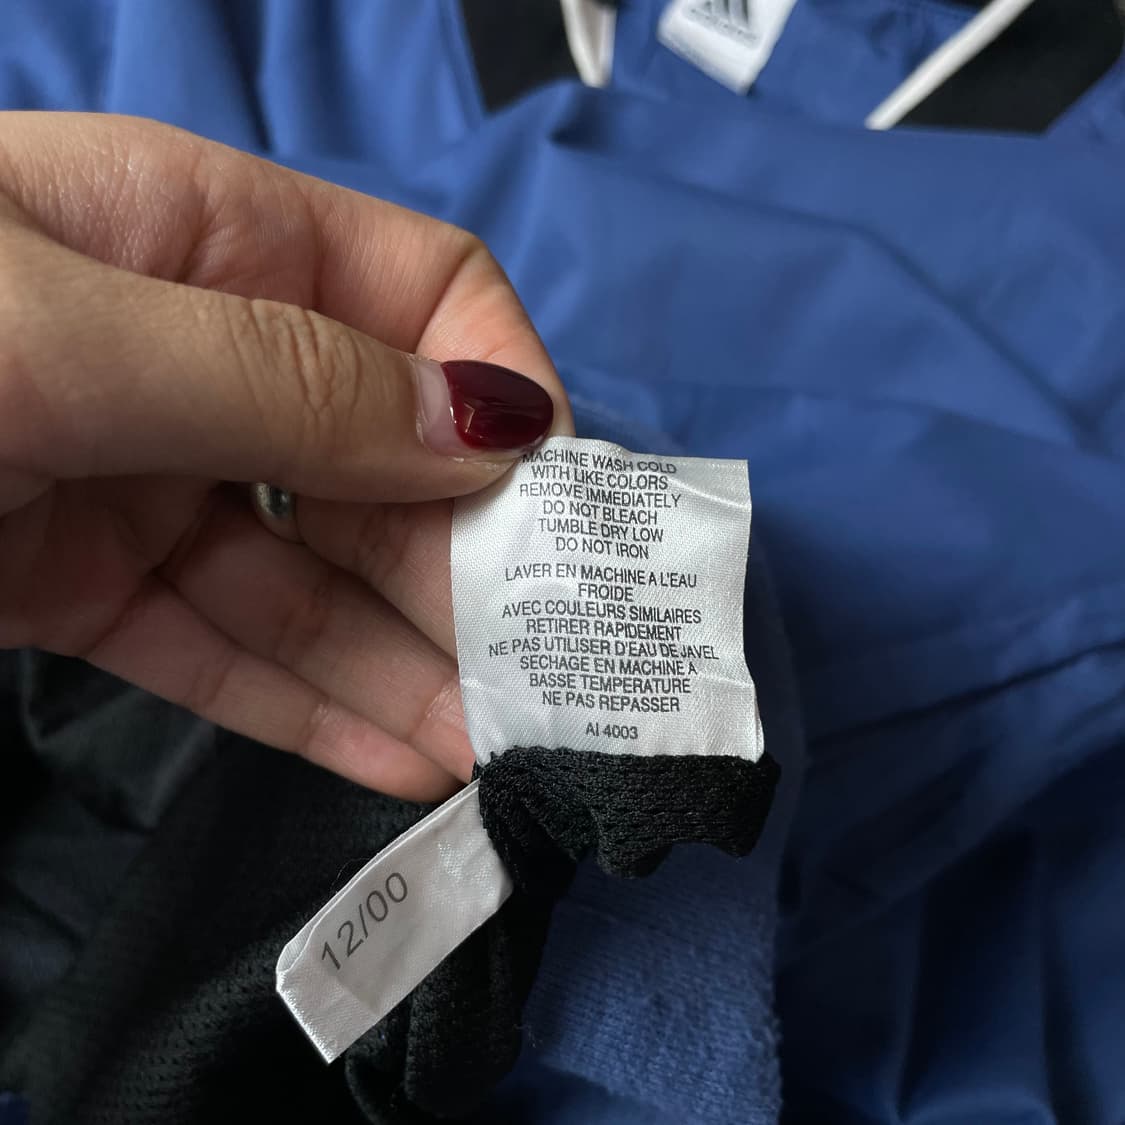 MACHINE WASH COLD
WITH LIKE COLORS
REMOVE IMMEDIATELY
DO NOT BLEACH
TUMBLE DRY LOW
DO NOT IRON
LAVER EN MACHINE A L'EAU
FROIDE
AVEC COULEURS SIMILAIRES
RETIRER RAPIDEMENT
NE PAS UTILISER D'EAU DE JAVEL
SECHAGE EN MACHINE A
BASSE TEMPERATURE
NE PAS REPASSER
AI 4003
12/00